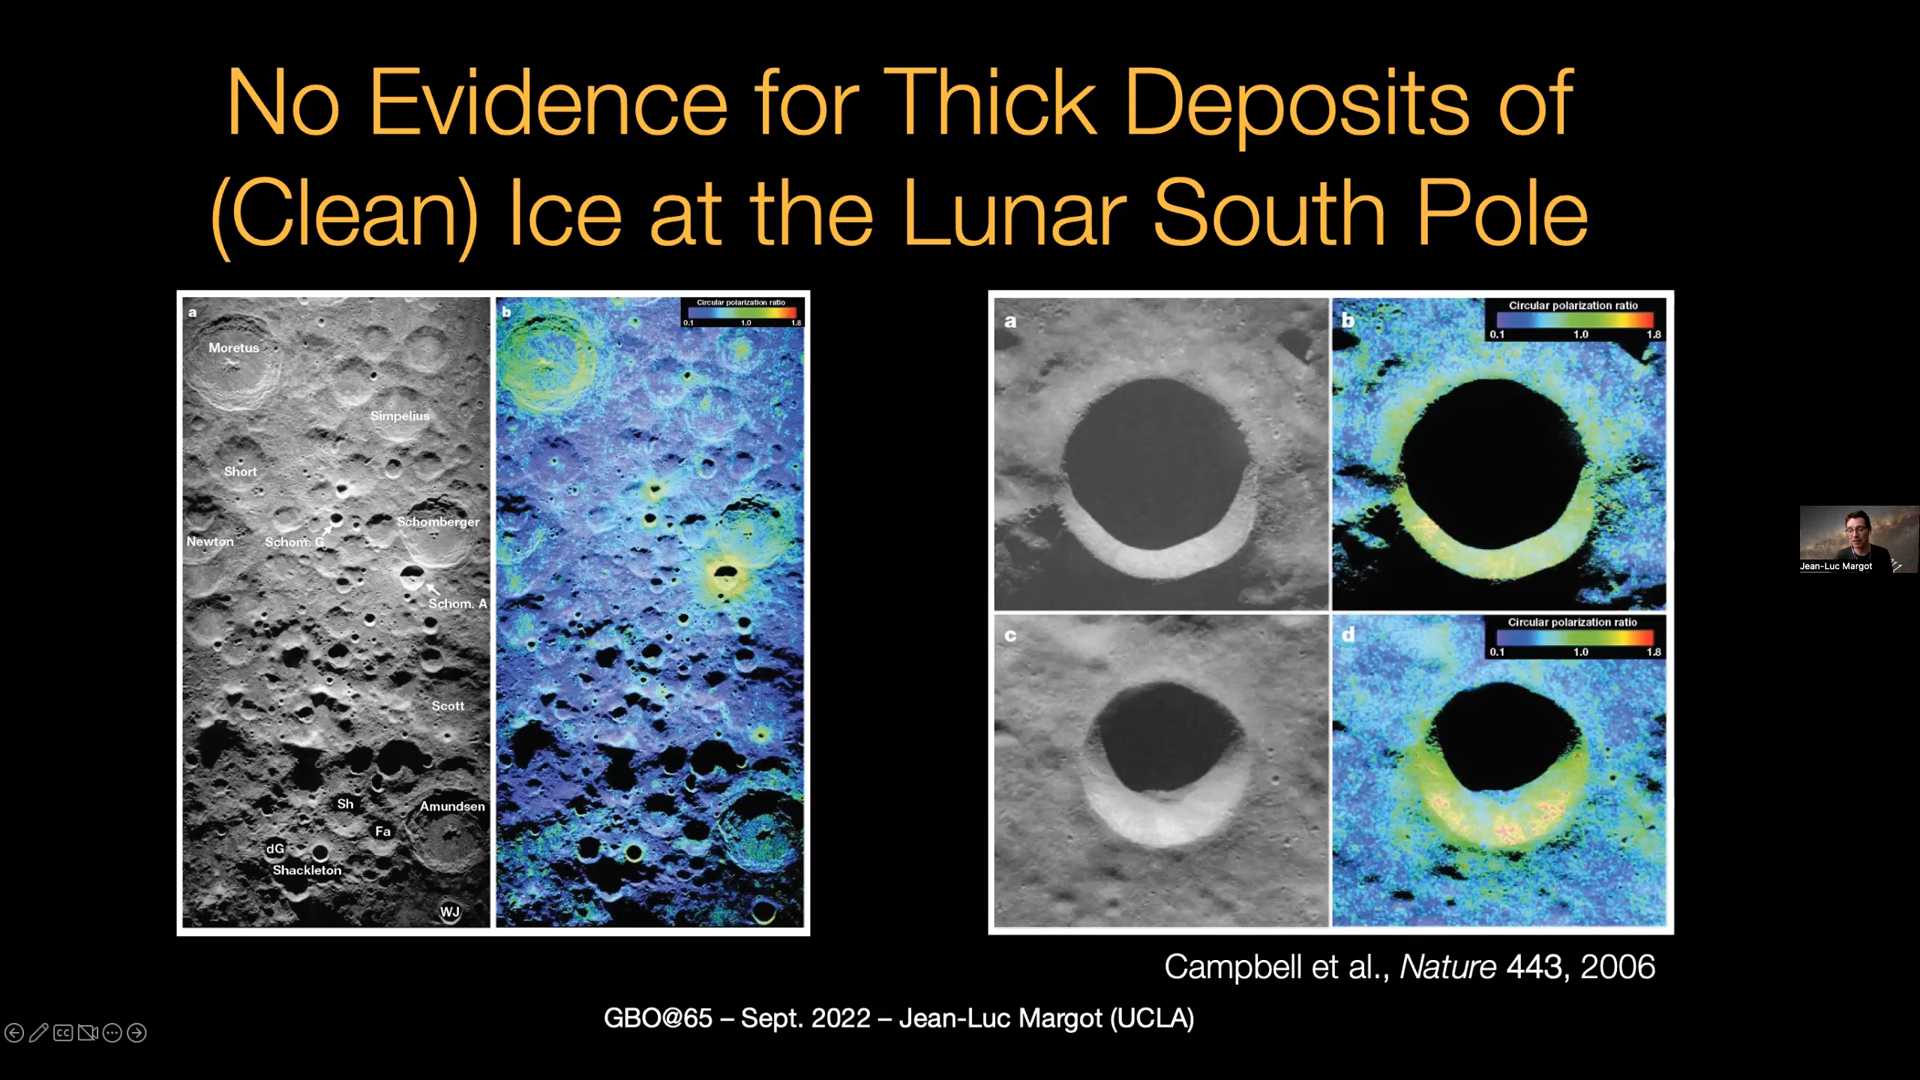 No Evidence for Thick Deposits of
(Clean) Ice at the Lunar South Pole
a
Moretus
Simpelius
Short
Schomberger
Newton
Schom. G
Schom. A
Scott
Sh
Amundsen
Fa
dG
Shackleton
WJ
b
Circular polarization ratio
0.1 1.0 1.8
a
b
Circular polarization ratio
0.1 1.0 1.8
c
d
Circular polarization ratio
0.1 1.0 1.8
Jean-Luc Margot
Campbell et al., Nature 443, 2006
GBO@65 – Sept. 2022 – Jean-Luc Margot (UCLA)
CC